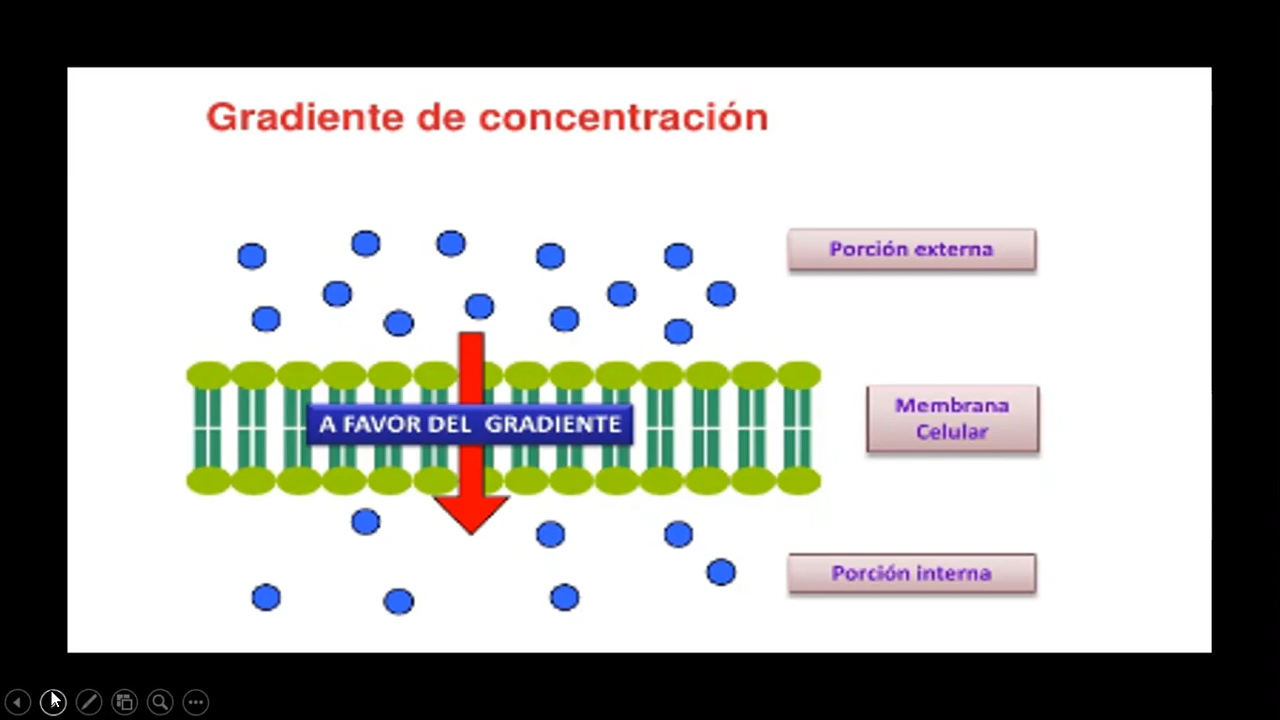 Gradiente de concentración
Porción externa
Membrana
Celular
A FAVOR DEL GRADIENTE
Porción interna